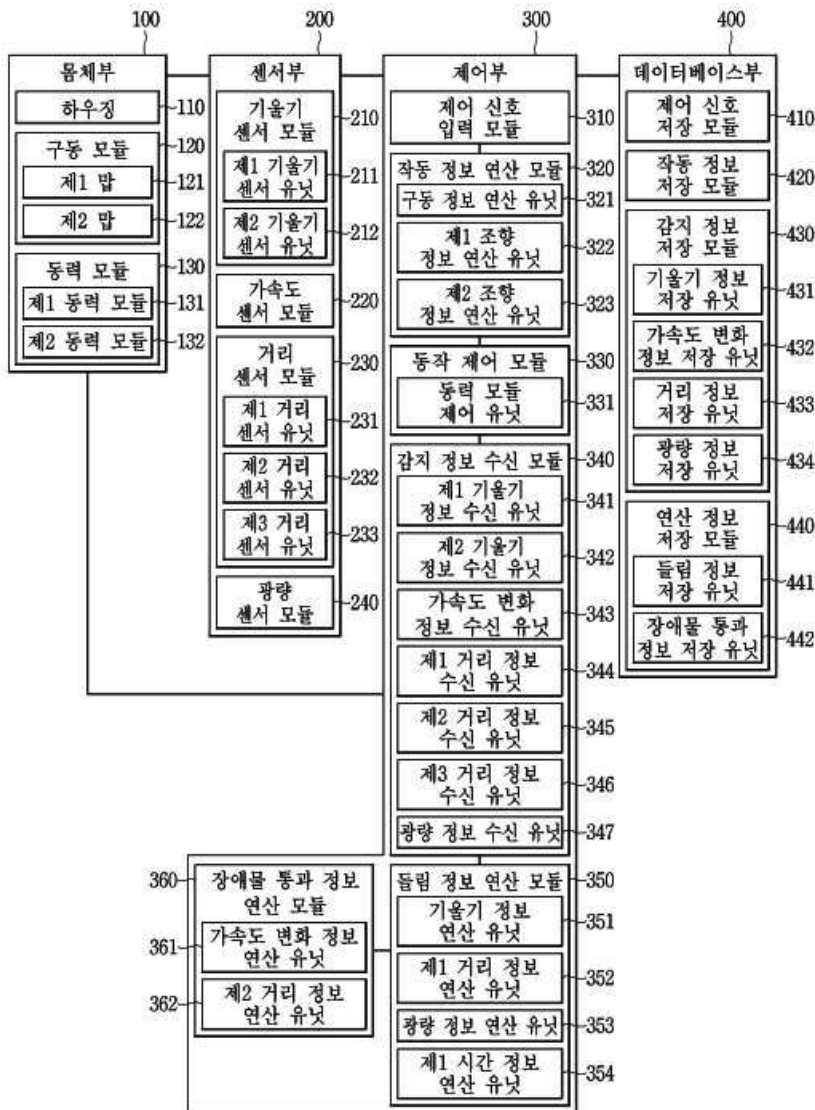 100
몸체부
하우징
110
구동 모듈
120
제1 맙
121
제2 맙
122
동력 모듈
130
제1 동력 모듈
131
제2 동력 모듈
132
200
센서부
기울기
센서 모듈
210
제1 기울기
센서 유닛
211
제2 기울기
센서 유닛
212
가속도
센서 모듈
220
거리
센서 모듈
230
제1 거리
센서 유닛
231
제2 거리
센서 유닛
232
제3 거리
센서 유닛
233
광량
센서 모듈
240
300
제어부
제어 신호
입력 모듈
310
작동 정보 연산 모듈
320
구동 정보 연산 유닛
321
제1 조향
정보 연산 유닛
322
제2 조향
정보 연산 유닛
323
동작 제어 모듈
330
동력 모듈
제어 유닛
331
감지 정보 수신 모듈
340
제1 기울기
정보 수신 유닛
341
제2 기울기
정보 수신 유닛
342
가속도 변화
정보 수신 유닛
343
제1 거리 정보
수신 유닛
344
제2 거리 정보
수신 유닛
345
제3 거리 정보
수신 유닛
346
광량 정보 수신 유닛
347
들림 정보 연산 모듈
350
기울기 정보
연산 유닛
351
제1 거리 정보
연산 유닛
352
광량 정보 연산 유닛
353
제1 시간 정보
연산 유닛
354
360
장애물 통과 정보
연산 모듈
361
가속도 변화 정보
연산 유닛
362
제2 거리 정보
연산 유닛
400
데이터베이스부
제어 신호
저장 모듈
410
작동 정보
저장 모듈
420
감지 정보
저장 모듈
430
기울기 정보
저장 유닛
431
가속도 변화
정보 저장 유닛
432
거리 정보
저장 유닛
433
광량 정보
저장 유닛
434
연산 정보
저장 모듈
440
들림 정보
저장 유닛
441
장애물 통과
정보 저장 유닛
442